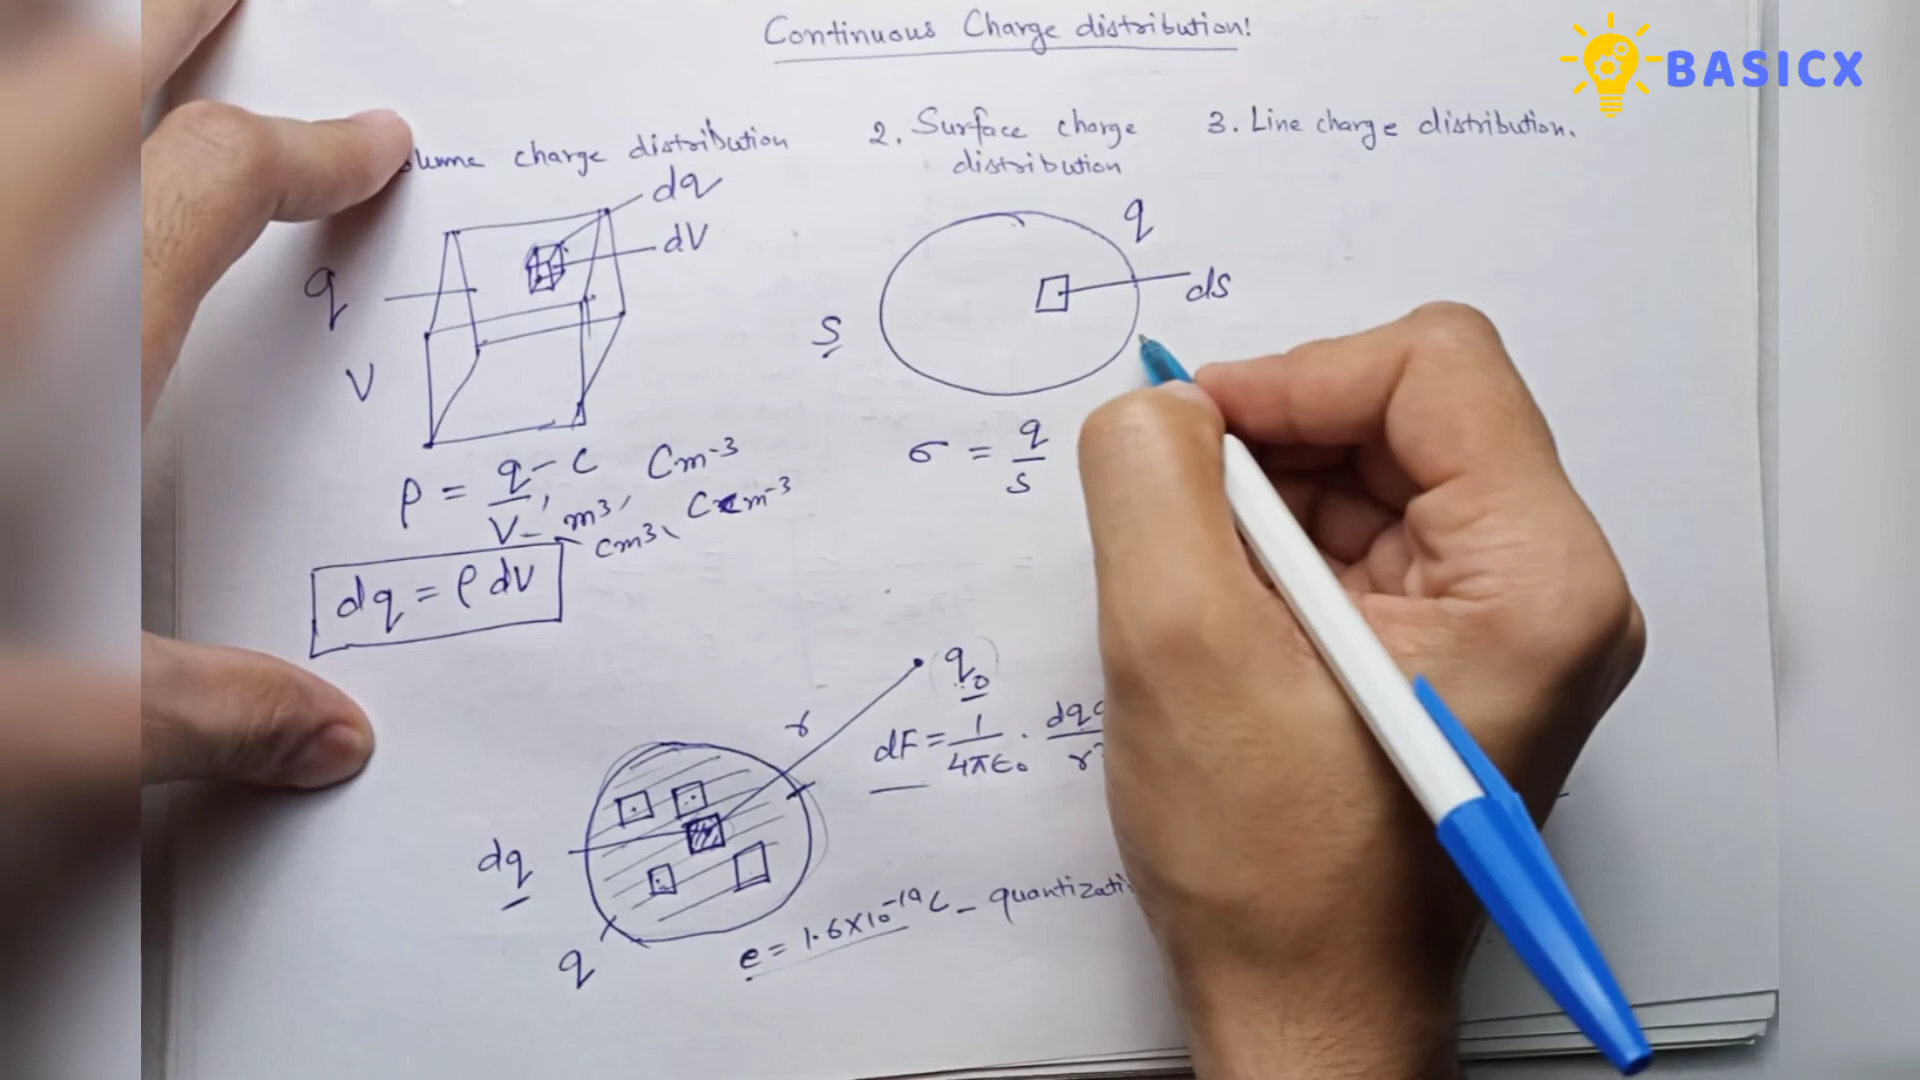 Continuous Charge distribution!
BASICX
charge distribution
2. Surface charge
distribution
3. Line charge distribution.
dq
dV
q
V
ρ = q/V - C/m³, Cm⁻³
cm³, Ccm⁻³
dq = ρ dV
q
ds
S
σ = q/s
q₀
r
dF = 1/4πε₀ .
dq
q
e = 1.6×10⁻¹⁹ C -